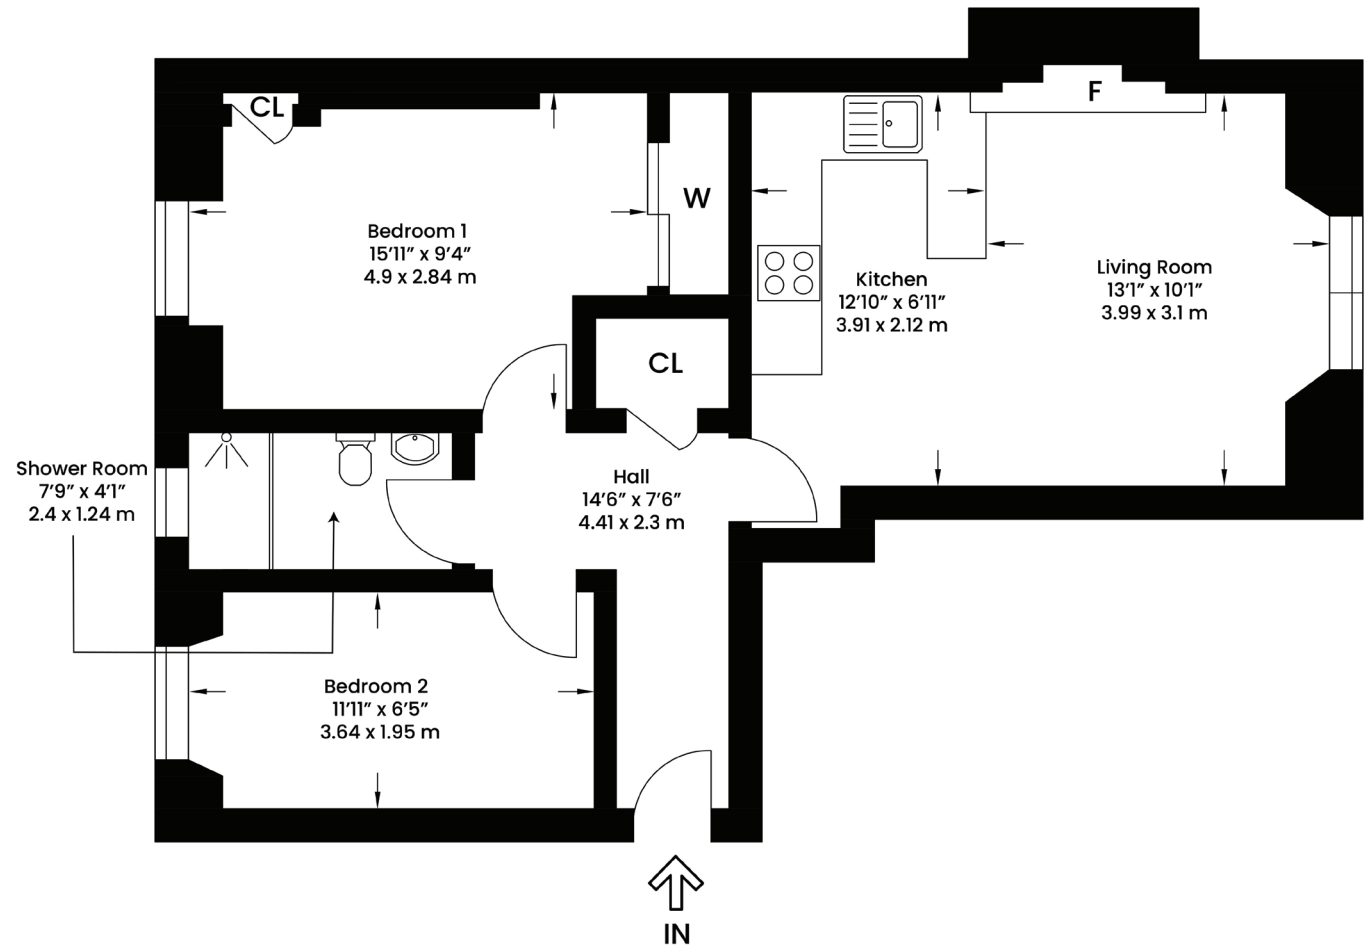 CL
F
W
Bedroom 1
15'11” x 9'4”
4.9 x 2.84 m
Living Room
13'1” x 10'1”
3.99 x 3.1 m
Kitchen
12'10” x 6'11”
3.91 x 2.12 m
CL
Shower Room
7'9” x 4'1”
2.4 x 1.24 m
Hall
14'6” x 7'6”
4.41 x 2.3 m
Bedroom 2
11'11” x 6'5”
3.64 x 1.95 m
IN